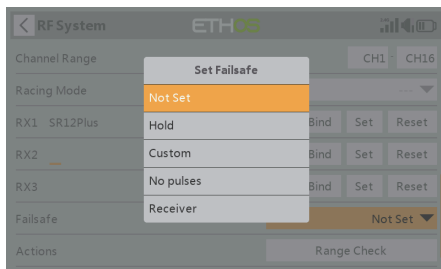 RF System
ETHOS
Channel Range CH1 - CH16
Set Failsafe
Racing Mode ---
Not Set
RX1 SR12Plus Bind Set Reset
Hold
RX2 Bind Set Reset
Custom
RX3 Bind Set Reset
No pulses
Receiver
Failsafe Not Set
Actions Range Check